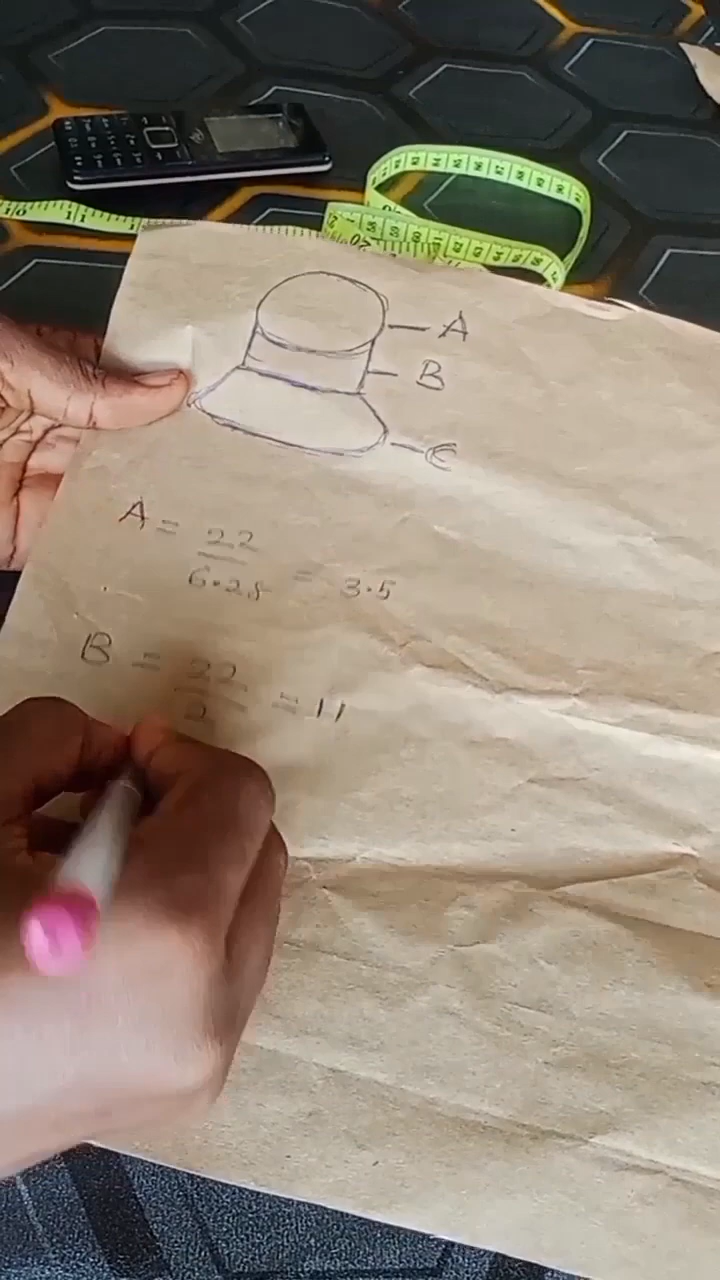 A
B
C
A = 22
6.28 = 3.5
B = 22
2 = 11